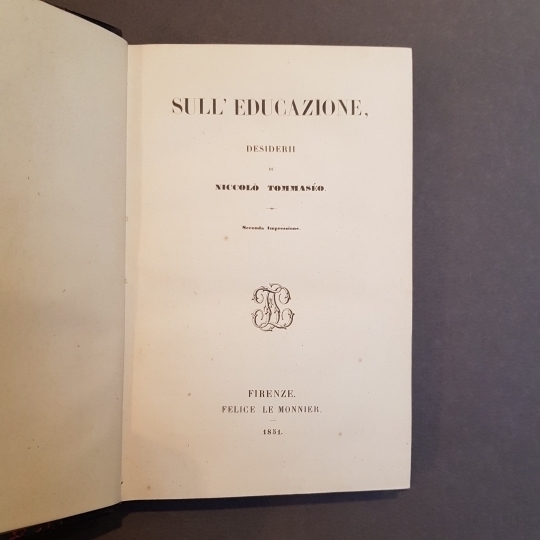 SULL' EDUCAZIONE,
DESIDERII
DI
NICCOLÒ TOMMASÈO.
Seconda Impressione.
FIRENZE.
FELICE LE MONNIER.
1851.